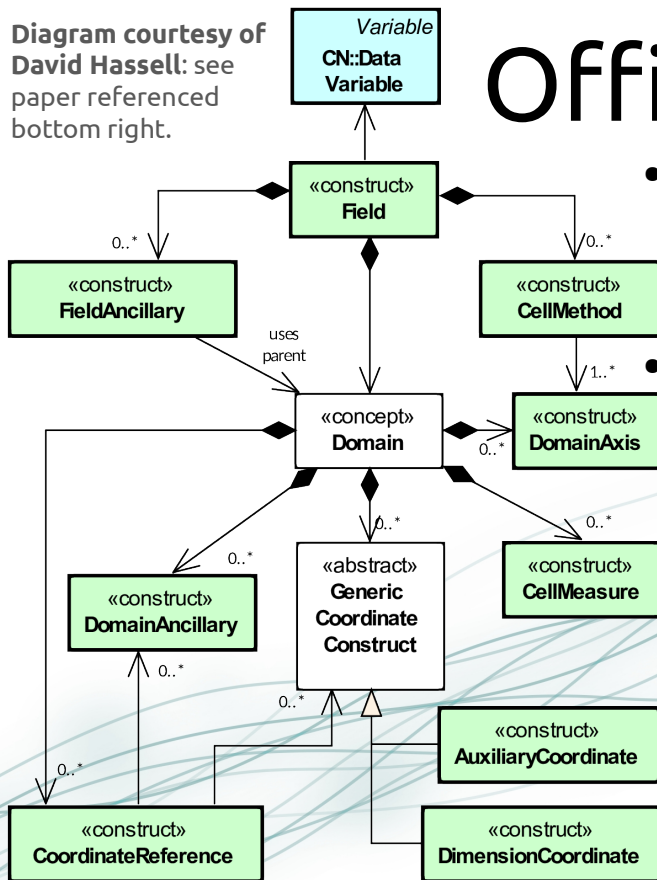 Diagram courtesy of
David Hassell: see
paper referenced
bottom right.
Variable
CN::Data
Variable
Offi
«construct»
Field
0..*
0..*
«construct»
FieldAncillary
«construct»
CellMethod
uses
parent
1..*
«concept»
Domain
«construct»
DomainAxis
0..*
0..*
0..*
0..*
«abstract»
Generic
Coordinate
Construct
«construct»
CellMeasure
«construct»
DomainAncillary
0..*
0..*
«construct»
AuxiliaryCoordinate
0..*
«construct»
CoordinateReference
«construct»
DimensionCoordinate